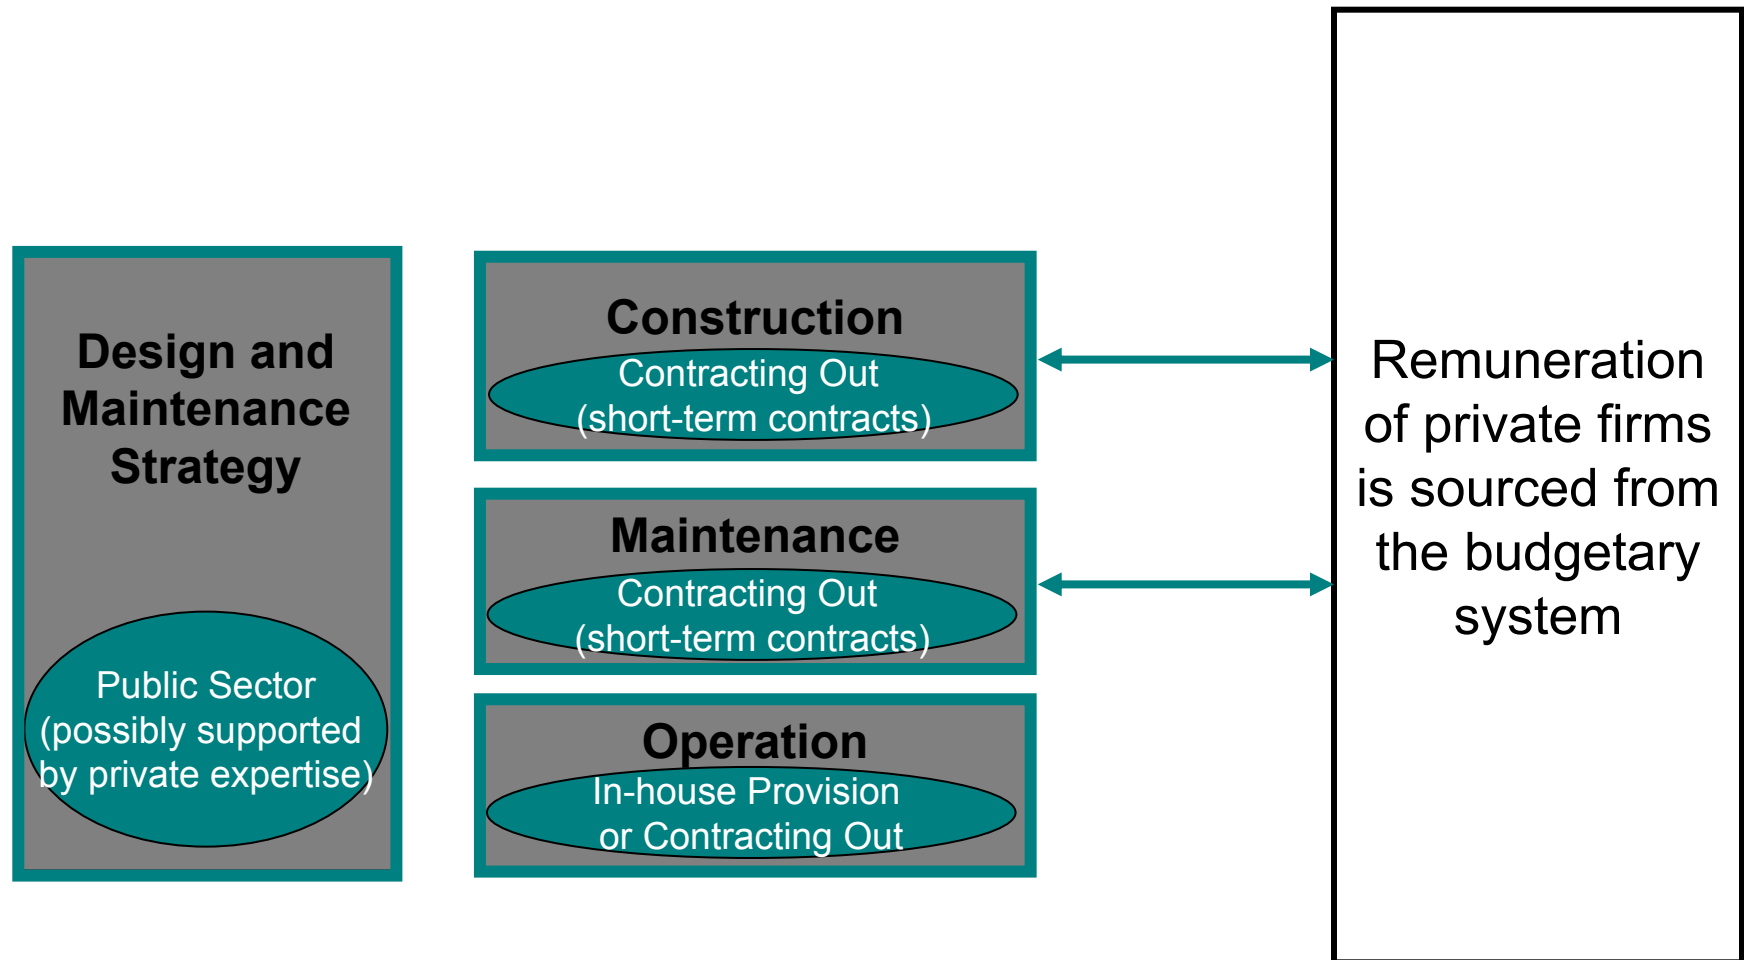 Design and
Maintenance
Strategy
Public Sector
(possibly supported
by private expertise)
Construction
Contracting Out
(short-term contracts)
Maintenance
Contracting Out
(short-term contracts)
Operation
In-house Provision
or Contracting Out
Remuneration
of private firms
is sourced from
the budgetary
system